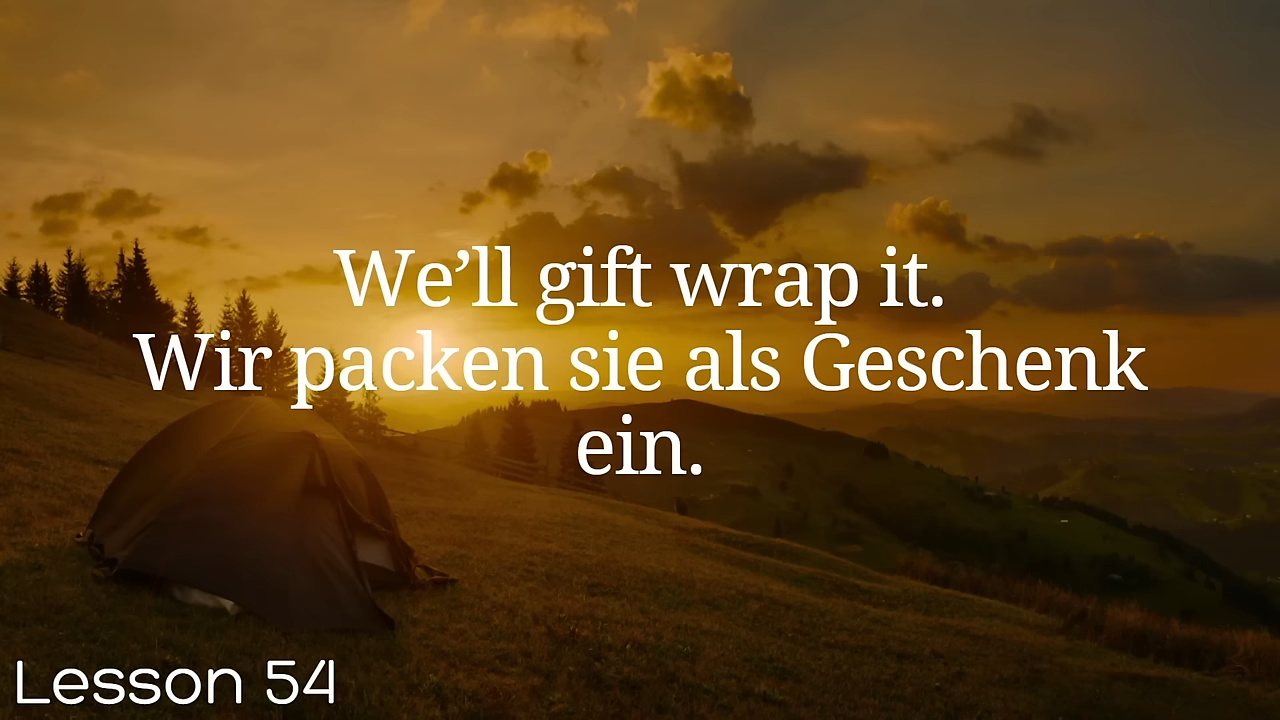 We’ll gift wrap it.
Wir packen sie als Geschenk
ein.
Lesson 54